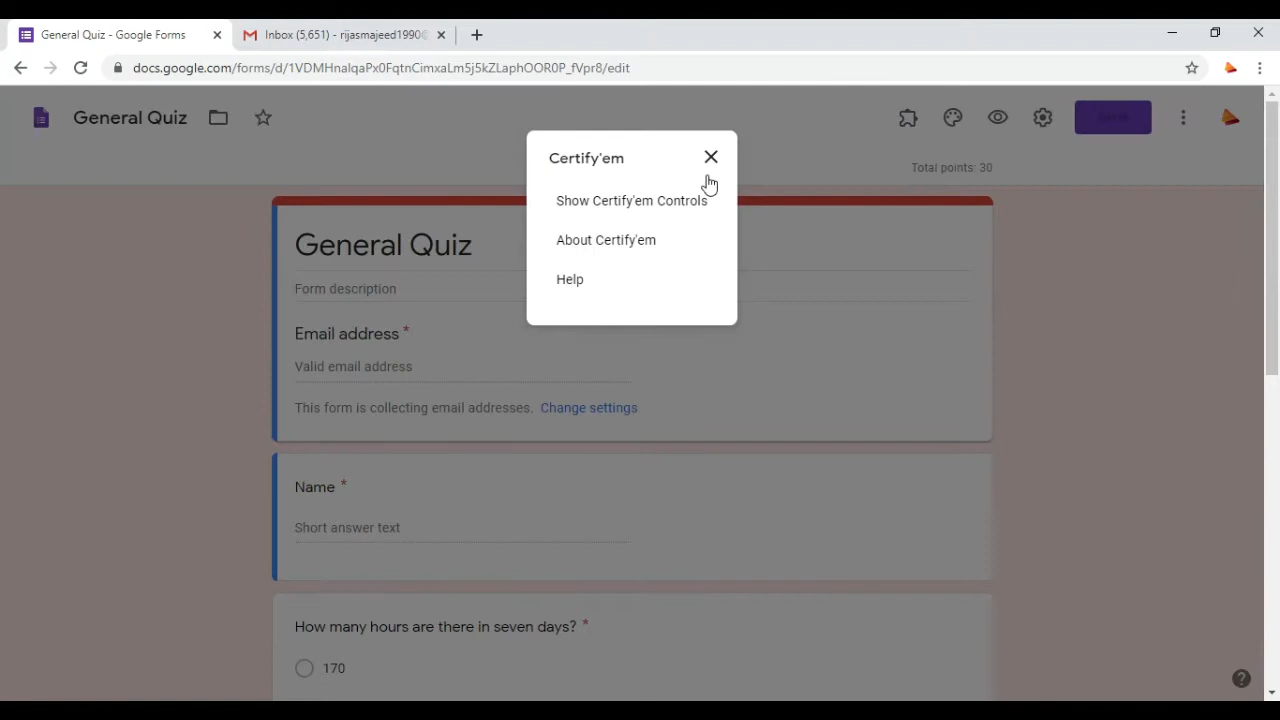 General Quiz - Google Forms
Inbox (5,651) - rijasmajeed1990@
docs.google.com/forms/d/1VDMHnalqaPx0FqtnCimxaLm5j5kZLaphOOR0P_fVpr8/edit
General Quiz
Total points: 30
Certify'em
Show Certify'em Controls
About Certify'em
Help
General Quiz
Form description
Email address *
Valid email address
This form is collecting email addresses. Change settings
Name *
Short answer text
How many hours are there in seven days? *
170